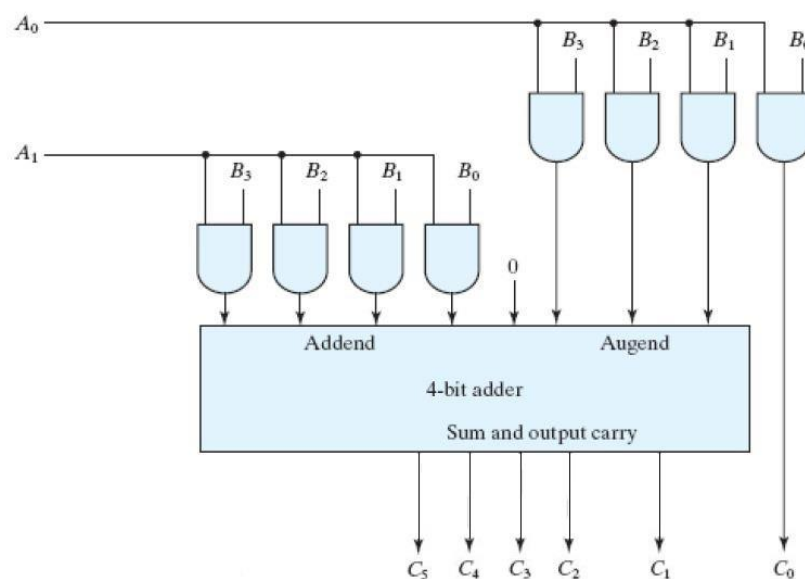 A₀
B₃ B₂ B₁
A₁
B₃ B₂ B₁ B₀
0
Addend Augend
4-bit adder
Sum and output carry
C₅ C₄ C₃ C₂ C₁ C₀